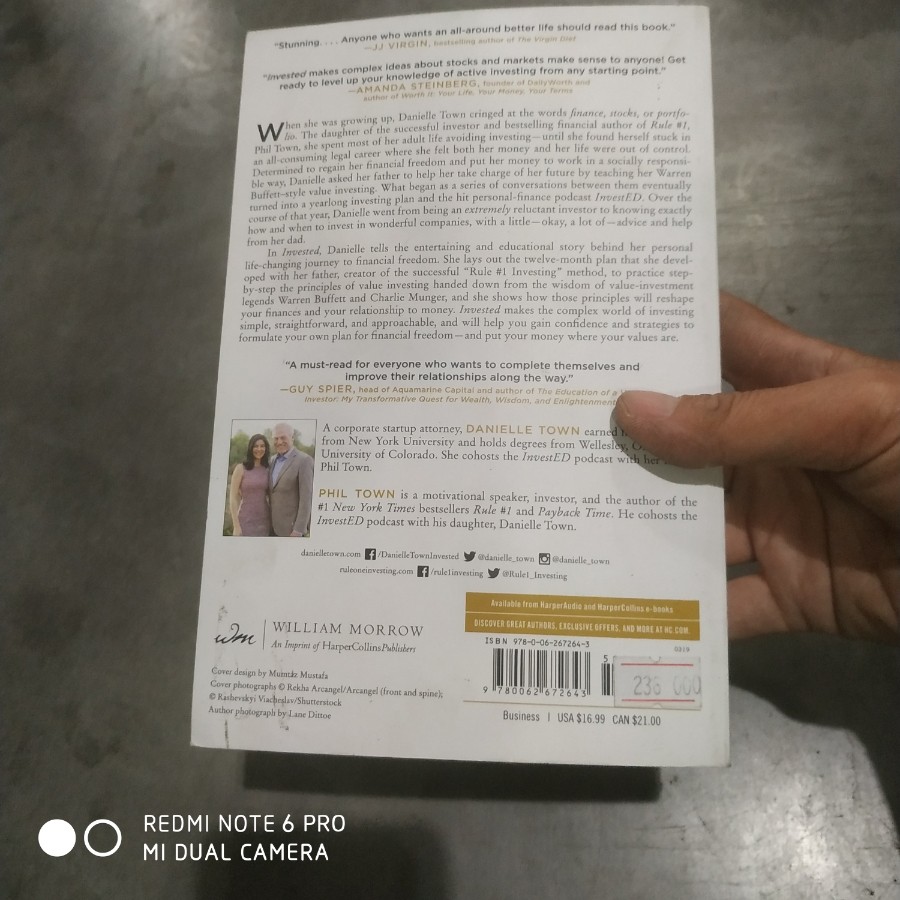 "Stunning. . . . Anyone who wants an all-around better life should read this book."
—JJ VIRGIN, bestselling author of The Virgin Diet
"Invested makes complex ideas about stocks and markets make sense to anyone! Get
ready to level up your knowledge of active investing from any starting point."
—AMANDA STEINBERG, founder of DailyWorth and
author of Worth It: Your Life, Your Money, Your Terms
When she was growing up, Danielle Town cringed at the words finance, stocks, or portfo-
lio. The daughter of the successful investor and bestselling financial author of Rule #1,
Phil Town, she spent most of her adult life avoiding investing—until she found herself stuck in
an all-consuming legal career where she felt both her money and her life were out of control.
Determined to regain her financial freedom and put her money to work in a socially responsi-
ble way, Danielle asked her father to help her take charge of her future by teaching her Warren
Buffett–style value investing. What began as a series of conversations between them eventually
turned into a yearlong investing plan and the hit personal-finance podcast InvestED. Over the
course of that year, Danielle went from being an extremely reluctant investor to knowing exactly
how and when to invest in wonderful companies, with a little—okay, a lot of—advice and help
from her dad.
In Invested, Danielle tells the entertaining and educational story behind her personal
life-changing journey to financial freedom. She lays out the twelve-month plan that she devel-
oped with her father, creator of the successful "Rule #1 Investing" method, to practice step-
by-step the principles of value investing handed down from the wisdom of value-investment
legends Warren Buffett and Charlie Munger, and she shows how those principles will reshape
your finances and your relationship to money. Invested makes the complex world of investing
simple, straightforward, and approachable, and will help you gain confidence and strategies to
formulate your own plan for financial freedom—and put your money where your values are.
"A must-read for everyone who wants to complete themselves and
improve their relationships along the way."
—GUY SPIER, head of Aquamarine Capital and author of The Education of a
Investor: My Transformative Quest for Wealth, Wisdom, and Enlightenment
A corporate startup attorney, DANIELLE TOWN earned
from New York University and holds degrees from Wellesley,
University of Colorado. She cohosts the InvestED podcast with her
Phil Town.
PHIL TOWN is a motivational speaker, investor, and the author of the
#1 New York Times bestsellers Rule #1 and Payback Time. He cohosts the
InvestED podcast with his daughter, Danielle Town.
danielletown.com /DanielleTownInvested @danielle_town @danielle_town
ruleoneinvesting.com /rule1investing @Rule1_Investing
Available from HarperAudio and HarperCollins e-books
DISCOVER GREAT AUTHORS, EXCLUSIVE OFFERS, AND MORE AT HC.COM.
wm WILLIAM MORROW
An Imprint of HarperCollinsPublishers
ISBN 978-0-06-267264-3
0219
5
236 000
9 780062 672643
Cover design by Mumtaz Mustafa
Cover photographs © Rekha Arcangel/Arcangel (front and spine);
© Rashevskyi Viacheslav/Shutterstock
Author photograph by Lane Dittoe
Business | USA $16.99 CAN $21.00
REDMI NOTE 6 PRO
MI DUAL CAMERA